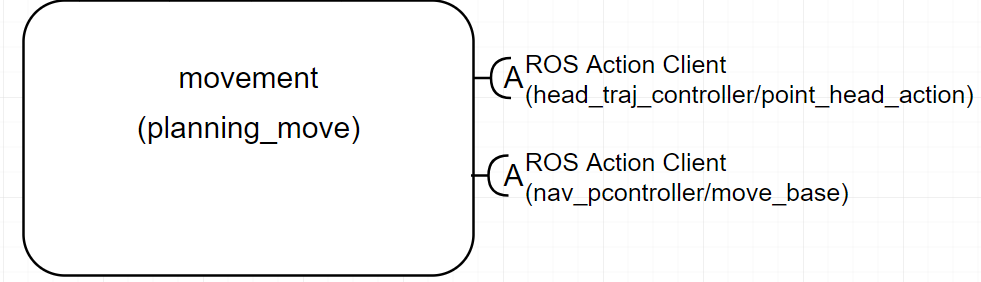 movement
(planning_move)
A ROS Action Client
(head_traj_controller/point_head_action)
A ROS Action Client
(nav_pcontroller/move_base)